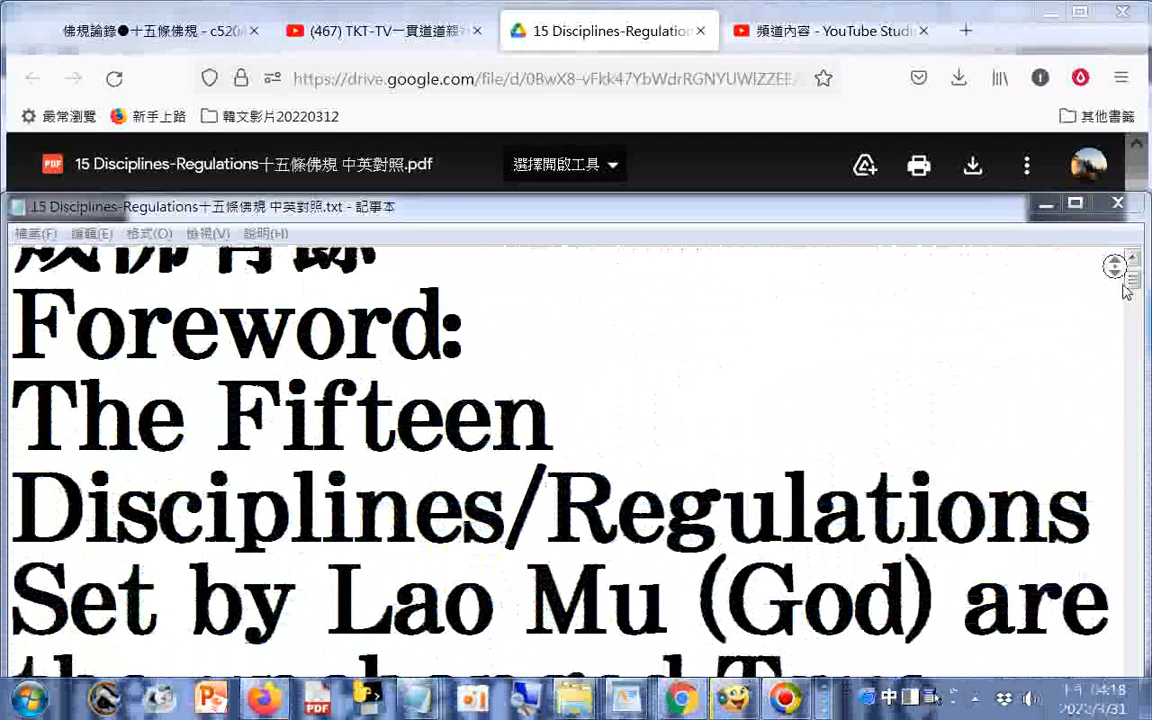 佛規諭錄●十五條佛規 - c520
(467) TKT-TV一貫道道親
15 Disciplines-Regulation
頻道內容 - YouTube Studi
https://drive.google.com/file/d/0BwX8-vFkk47YbWdrRGNYUWlZZEE/
最常瀏覽
新手上路
韓文影片20220312
其他書籤
PDF
15 Disciplines-Regulations十五條佛規 中英對照.pdf
選擇開啟工具
15 Disciplines-Regulations十五條佛規 中英對照.txt - 記事本
檔案(F) 編輯(E) 格式(O) 檢視(V) 說明(H)
Foreword:
The Fifteen
Disciplines/Regulations
Set by Lao Mu (God) are
中
04:18